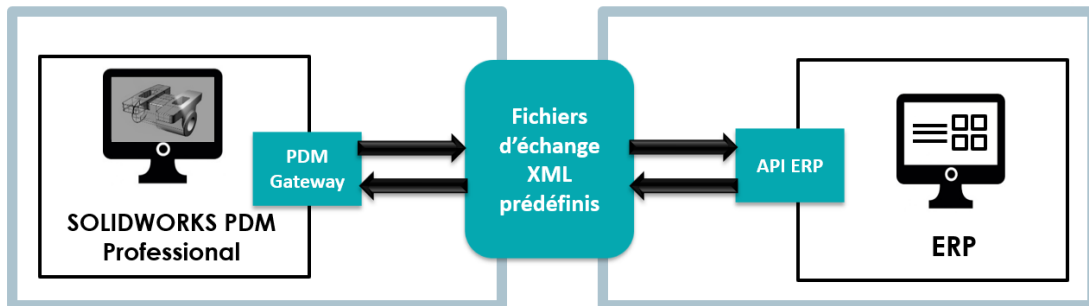 SOLIDWORKS PDM
Professional
PDM
Gateway
Fichiers
d'échange
XML
prédéfinis
API ERP
ERP